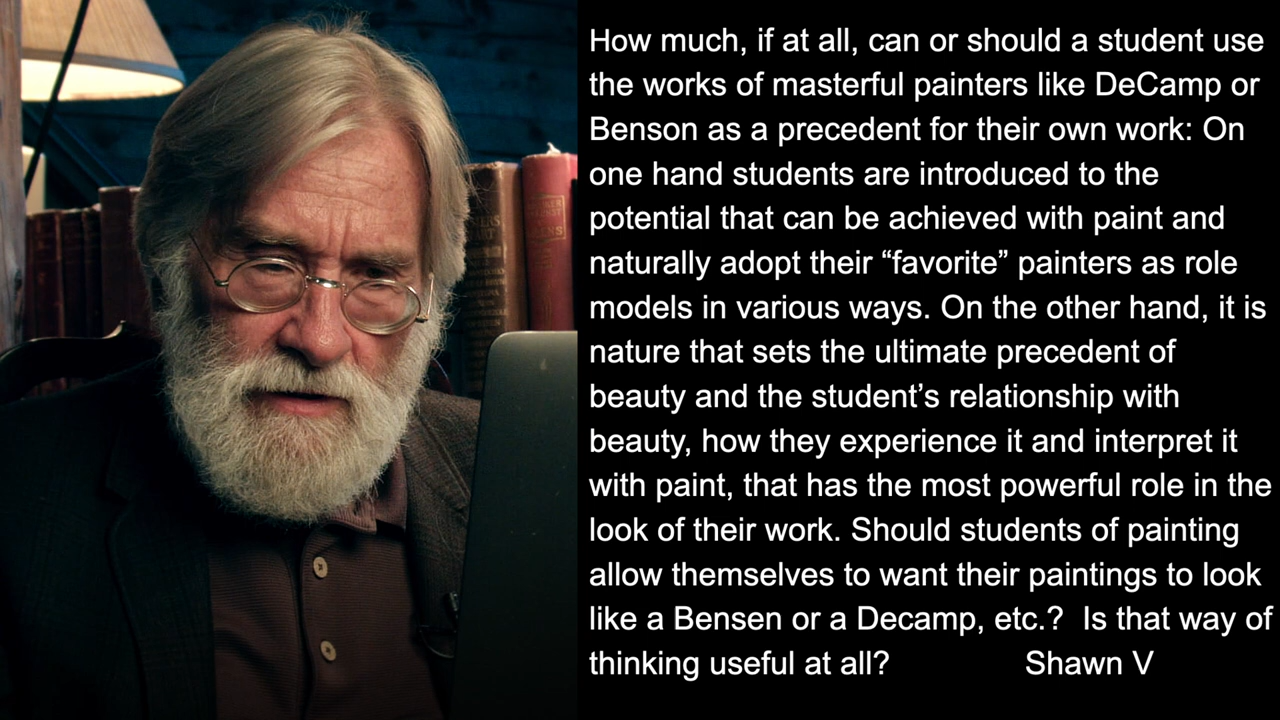 How much, if at all, can or should a student use
the works of masterful painters like DeCamp or
Benson as a precedent for their own work: On
one hand students are introduced to the
potential that can be achieved with paint and
naturally adopt their “favorite” painters as role
models in various ways. On the other hand, it is
nature that sets the ultimate precedent of
beauty and the student’s relationship with
beauty, how they experience it and interpret it
with paint, that has the most powerful role in the
look of their work. Should students of painting
allow themselves to want their paintings to look
like a Bensen or a Decamp, etc.?  Is that way of
thinking useful at all? Shawn V